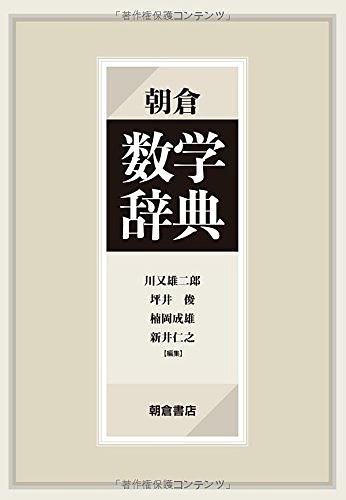 「著作権保護コンテンツ」
朝倉
数学
辞典
川又雄二郎
坪井 俊
楠岡成雄
新井仁之
[編集]
朝倉書店
「著作権保護コンテンツ」